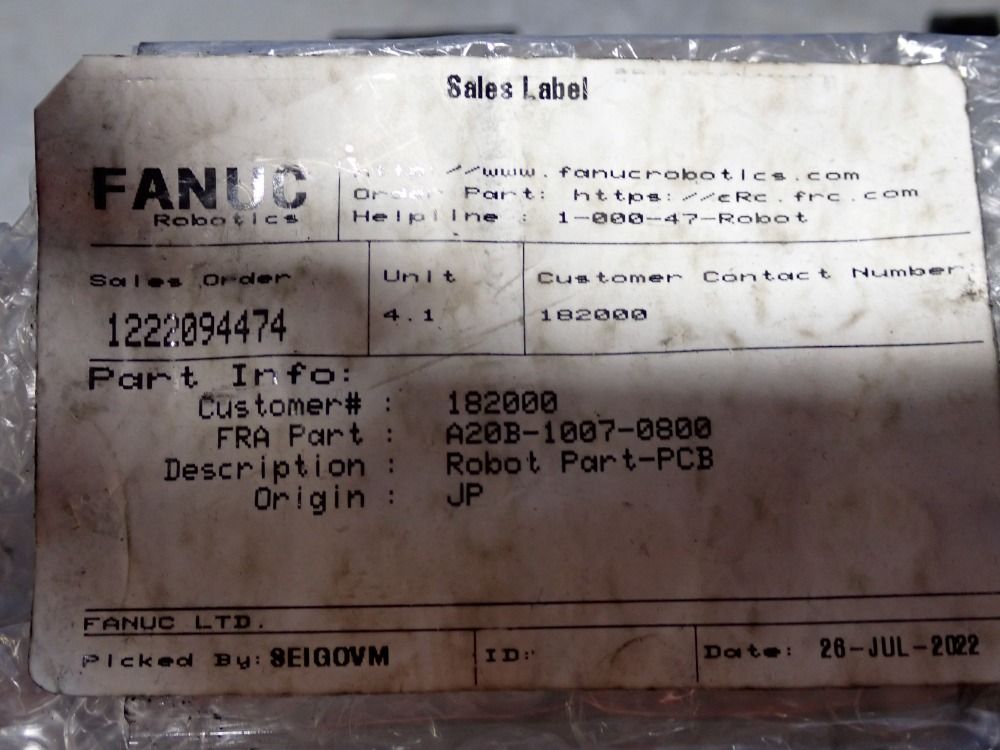 Sales Label
FANUC
Robotics
http://www.fanucrobotics.com
Order Part: https://cRc.frc.com
Helpline : 1-000-47-Robot
Sales Order
Unit
Customer Contact Number
1222094474
4.1
182000
Part Info:
Customer# : 182000
FRA Part : A20B-1007-0800
Description : Robot Part-PCB
Origin : JP
FANUC LTD.
Picked By: SEIGOVM
ID:
Date: 26-JUL-2022